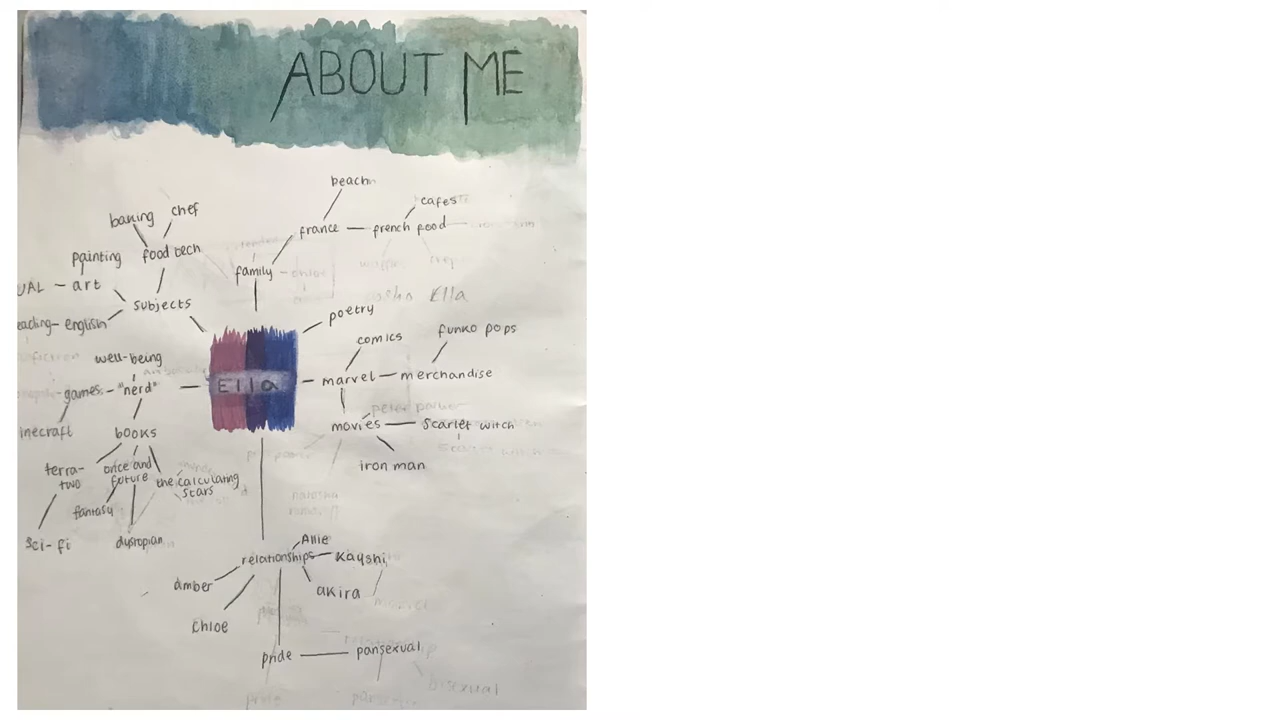 ABOUT ME
beach
cafes
chef
baking
france
french food
food tech
painting
family
UAL
art
subjects
Ella
poetry
eading
english
funko pops
comics
well-being
marvel
merchandise
games
"nerd"
Ella
peter parker
movies
scarlet witch
inecraft
books
iron man
terra-
two
once and
future
the calculating
stars
fantasy
sci-fi
dystopian
Allie
relationships
Kayshi
amber
akira
chloe
pride
pansexual
bisexual